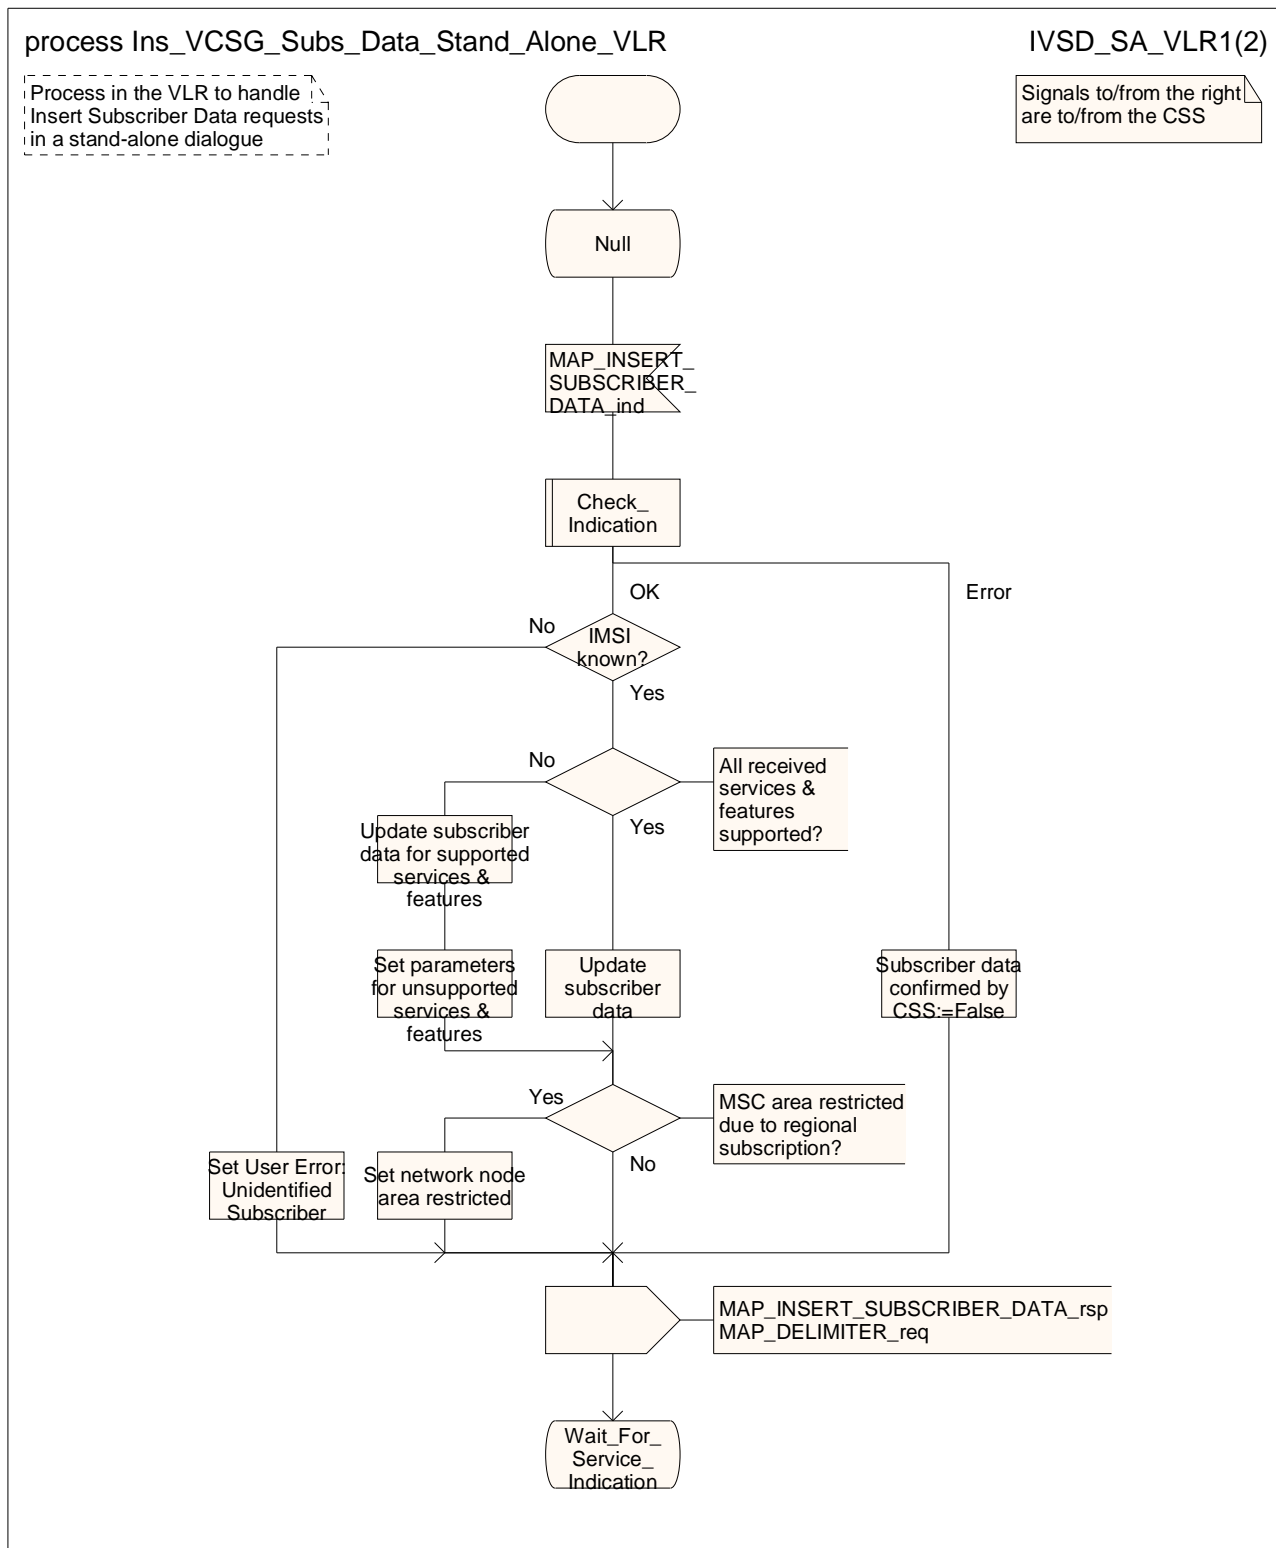 process Ins_VCSG_Subs_Data_Stand_Alone_VLR
IVSD_SA_VLR1(2)
Process in the VLR to handle
Insert Subscriber Data requests
in a stand-alone dialogue
Signals to/from the right
are to/from the CSS
Null
MAP_INSERT_
SUBSCRIBER_
DATA_ind
Check_
Indication
OK
Error
No
IMSI
known?
Yes
No
All received
services &
features
supported?
Yes
Update subscriber
data for supported
services &
features
Set parameters
for unsupported
services &
features
Update
subscriber
data
Subscriber data
confirmed by
CSS:=False
Yes
MSC area restricted
due to regional
subscription?
No
Set User Error:
Unidentified
Subscriber
Set network node
area restricted
MAP_INSERT_SUBSCRIBER_DATA_rsp
MAP_DELIMITER_req
Wait_For_
Service_
Indication